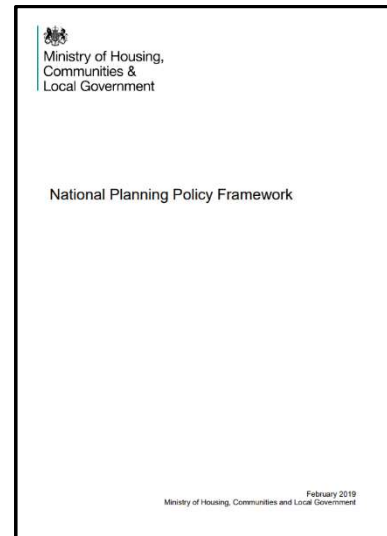 Ministry of Housing,
Communities &
Local Government
National Planning Policy Framework
February 2019
Ministry of Housing, Communities and Local Government